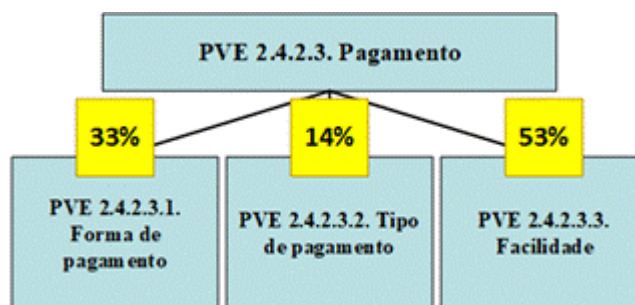 PVE 2.4.2.3. Pagamento
33%
14%
53%
PVE 2.4.2.3.1.
Forma de
pagamento
PVE 2.4.2.3.2. Tipo
de pagamento
PVE 2.4.2.3.3.
Facilidade